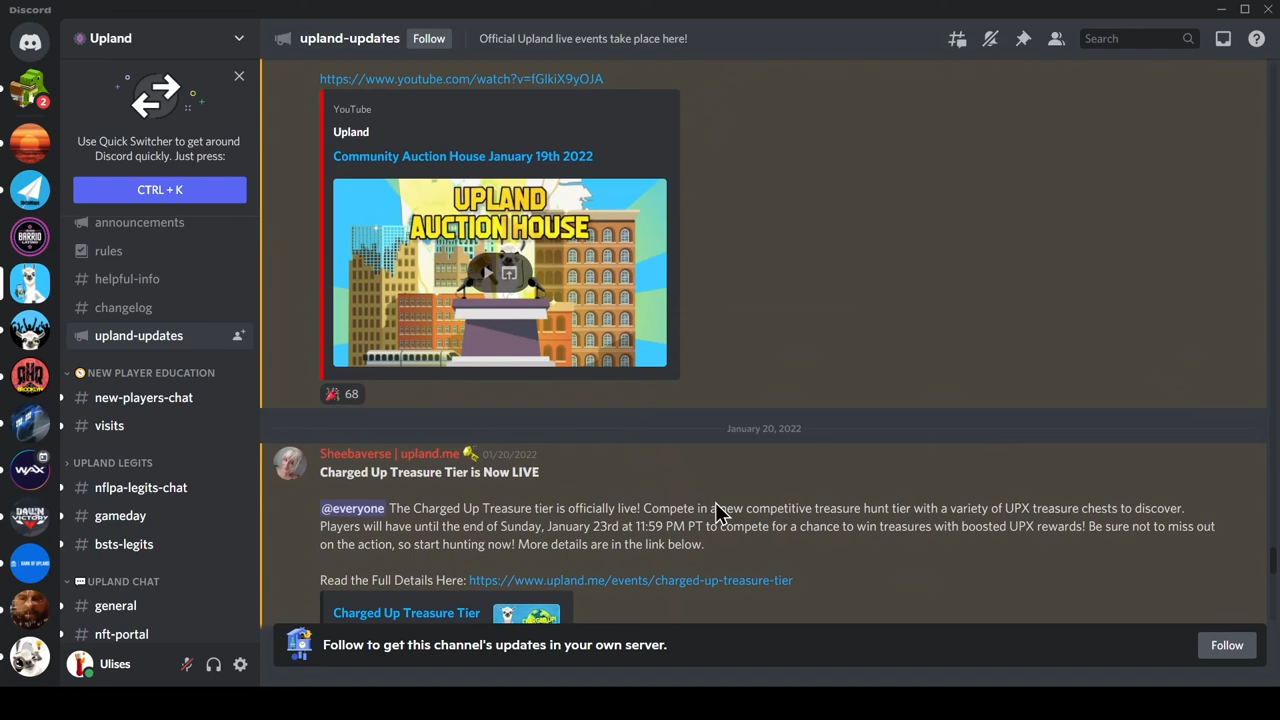 Discord
Upland
upland-updates
Follow
Official Upland live events take place here!
Search
2
Use Quick Switcher to get around
Discord quickly. Just press:
CTRL + K
announcements
rules
helpful-info
changelog
upland-updates
NEW PLAYER EDUCATION
new-players-chat
visits
UPLAND LEGITS
nflpa-legits-chat
gameday
bsts-legits
UPLAND CHAT
general
nft-portal
Ulises
BARRIO
WAX
DAWN
VICTORY
BANK OF UPLAND
BROOKLYN
https://www.youtube.com/watch?v=fGlkiX9yOJA
YouTube
Upland
Community Auction House January 19th 2022
UPLAND
AUCTION HOUSE
68
January 20, 2022
Sheebaverse | upland.me 01/20/2022
Charged Up Treasure Tier is Now LIVE
@everyone The Charged Up Treasure tier is officially live! Compete in a new competitive treasure hunt tier with a variety of UPX treasure chests to discover.
Players will have until the end of Sunday, January 23rd at 11:59 PM PT to compete for a chance to win treasures with boosted UPX rewards! Be sure not to miss out
on the action, so start hunting now! More details are in the link below.
Read the Full Details Here: https://www.upland.me/events/charged-up-treasure-tier
Charged Up Treasure Tier
Follow to get this channel's updates in your own server.
Follow